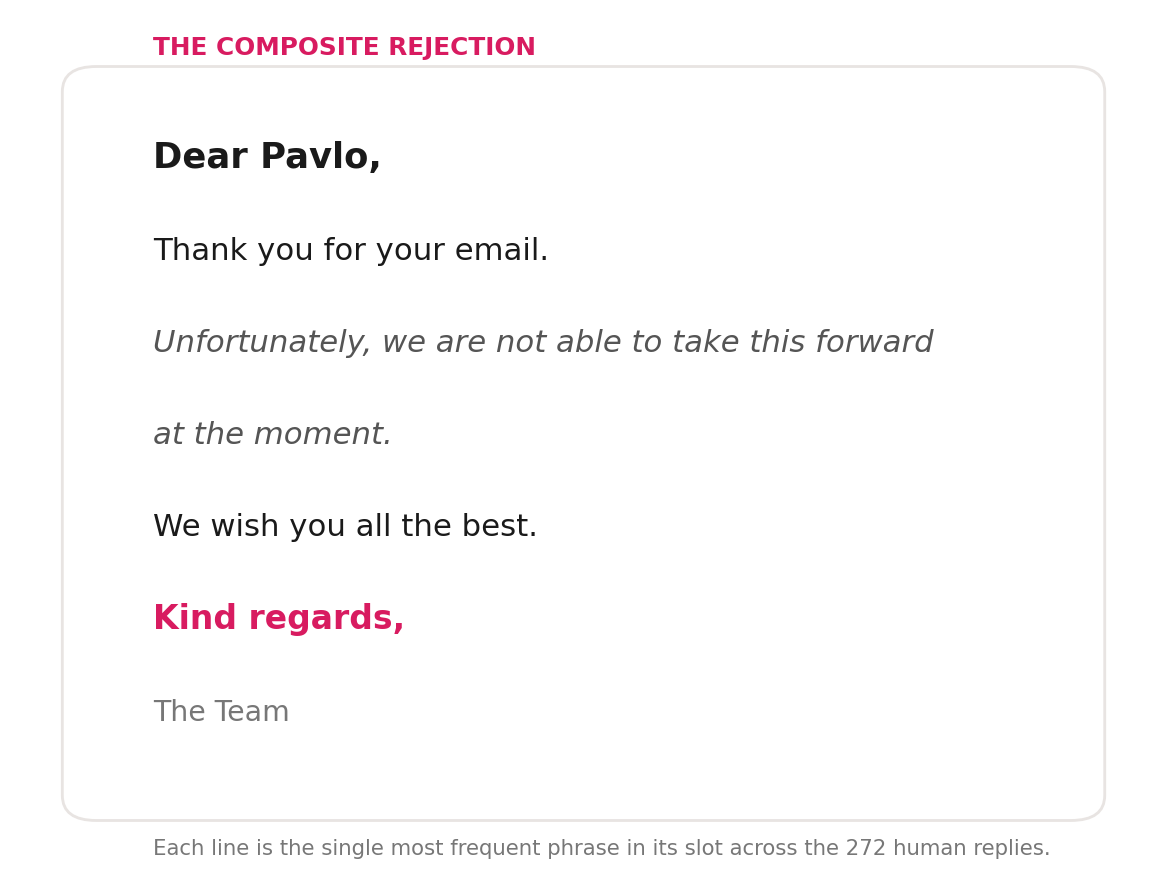 THE COMPOSITE REJECTION
Dear Pavlo,
Thank you for your email.
Unfortunately, we are not able to take this forward
at the moment.
We wish you all the best.
Kind regards,
The Team
Each line is the single most frequent phrase in its slot across the 272 human replies.